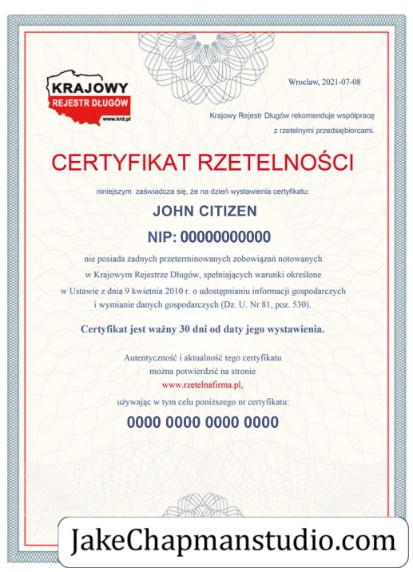 KRAJOWY
REJESTR DŁUGÓW
www.krd.pl
Wroclaw, 2021-07-08
Krajowy Rejestr Długów rekomenduje współpracę
z rzetelnymi przedsiębiorcami.
CERTYFIKAT RZETELNOŚCI
niniejszym zaświadcza się, że na dzień wystawienia certyfikatu:
JOHN CITIZEN
NIP: 00000000000
nie posiada żadnych przeterminowanych zobowiązań notowanych
w Krajowym Rejestrze Długów, spełniających warunki określone
w Ustawie z dnia 9 kwietnia 2010 r. o udostępnianiu informacji gospodarczych
i wymianie danych gospodarczych (Dz. U. Nr 81, poz. 530).
Certyfikat jest ważny 30 dni od daty jego wystawienia.
Autentyczność i aktualność tego certyfikatu
można potwierdzić na stronie
www.rzetelnafirma.pl,
używając w tym celu poniższego nr certyfikatu:
0000 0000 0000 0000
JakeChapmanstudio.com